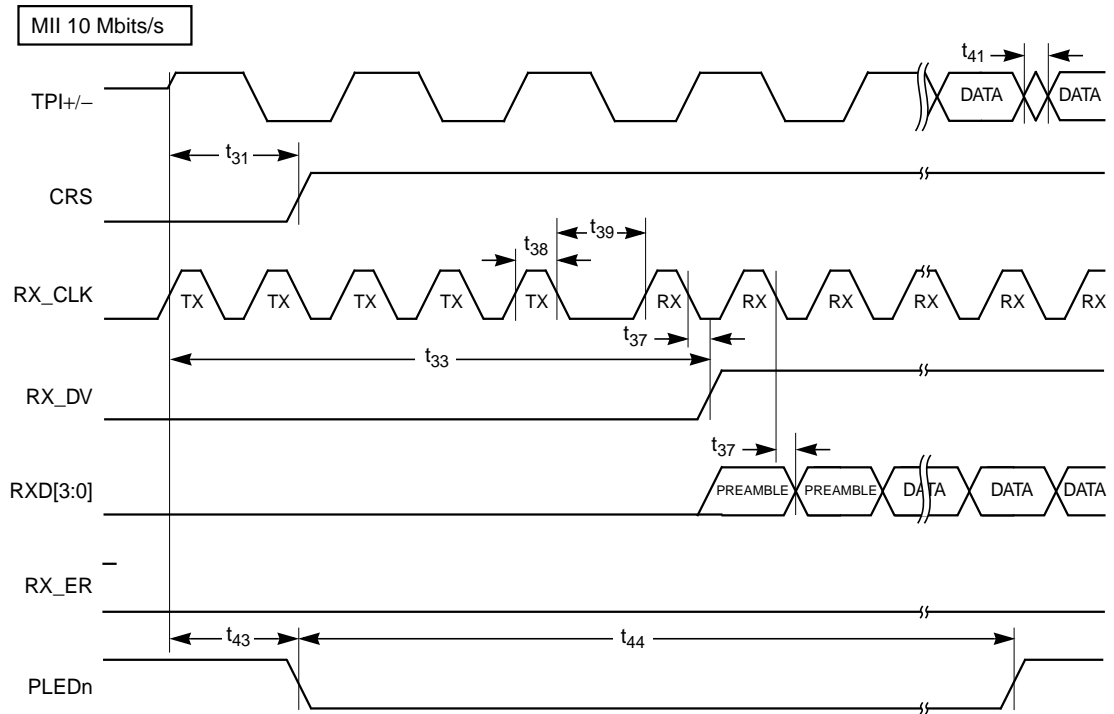 MII 10 Mbits/s
t41
TPI+/–
DATA
DATA
t31
CRS
t38
t39
RX_CLK
TX
TX
TX
TX
TX
RX
RX
RX
RX
RX
RX
t37
t33
RX_DV
t37
RXD[3:0]
PREAMBLE
PREAMBLE
DATA
DATA
DATA
RX_ER
t43
t44
PLEDn